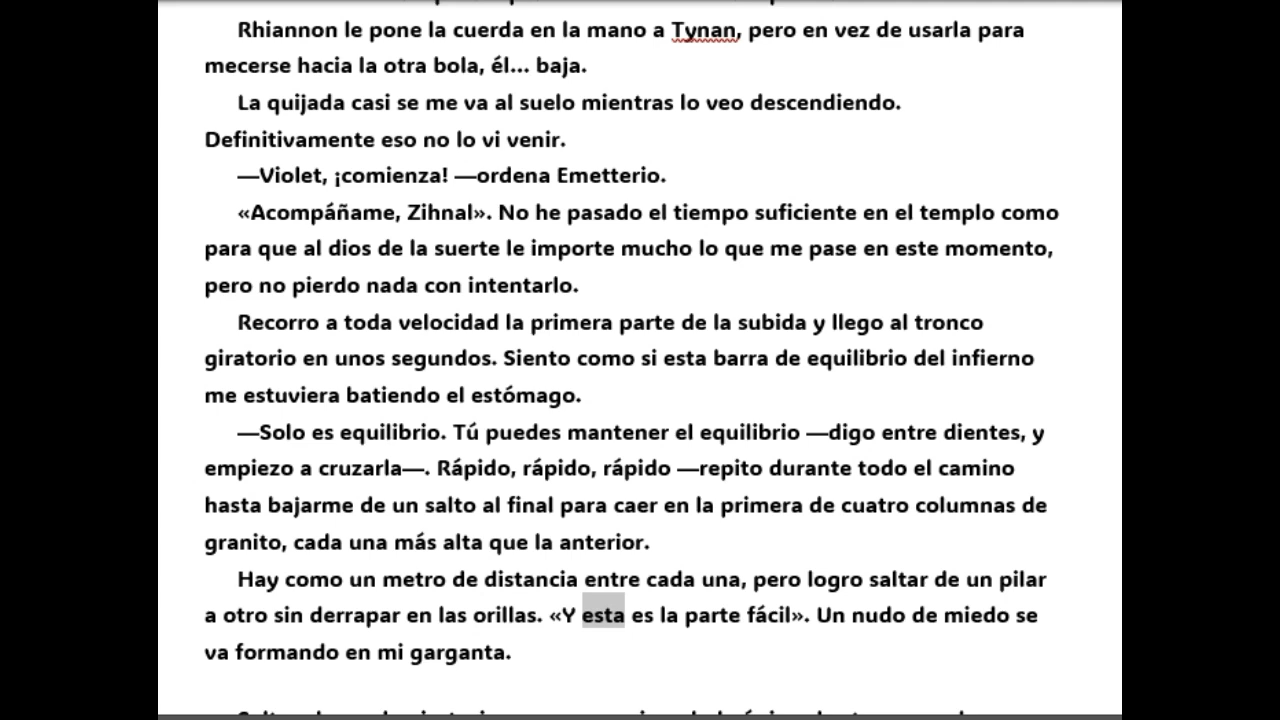 Rhiannon le pone la cuerda en la mano a Tynan, pero en vez de usarla para
mecerse hacia la otra bola, él... baja.
La quijada casi se me va al suelo mientras lo veo descendiendo.
Definitivamente eso no lo vi venir.
—Violet, ¡comienza! —ordena Emetterio.
«Acompáñame, Zihnal». No he pasado el tiempo suficiente en el templo como
para que al dios de la suerte le importe mucho lo que me pase en este momento,
pero no pierdo nada con intentarlo.
Recorro a toda velocidad la primera parte de la subida y llego al tronco
giratorio en unos segundos. Siento como si esta barra de equilibrio del infierno
me estuviera batiendo el estómago.
—Solo es equilibrio. Tú puedes mantener el equilibrio —digo entre dientes, y
empiezo a cruzarla—. Rápido, rápido, rápido —repito durante todo el camino
hasta bajarme de un salto al final para caer en la primera de cuatro columnas de
granito, cada una más alta que la anterior.
Hay como un metro de distancia entre cada una, pero logro saltar de un pilar
a otro sin derrapar en las orillas. «Y esta es la parte fácil». Un nudo de miedo se
va formando en mi garganta.